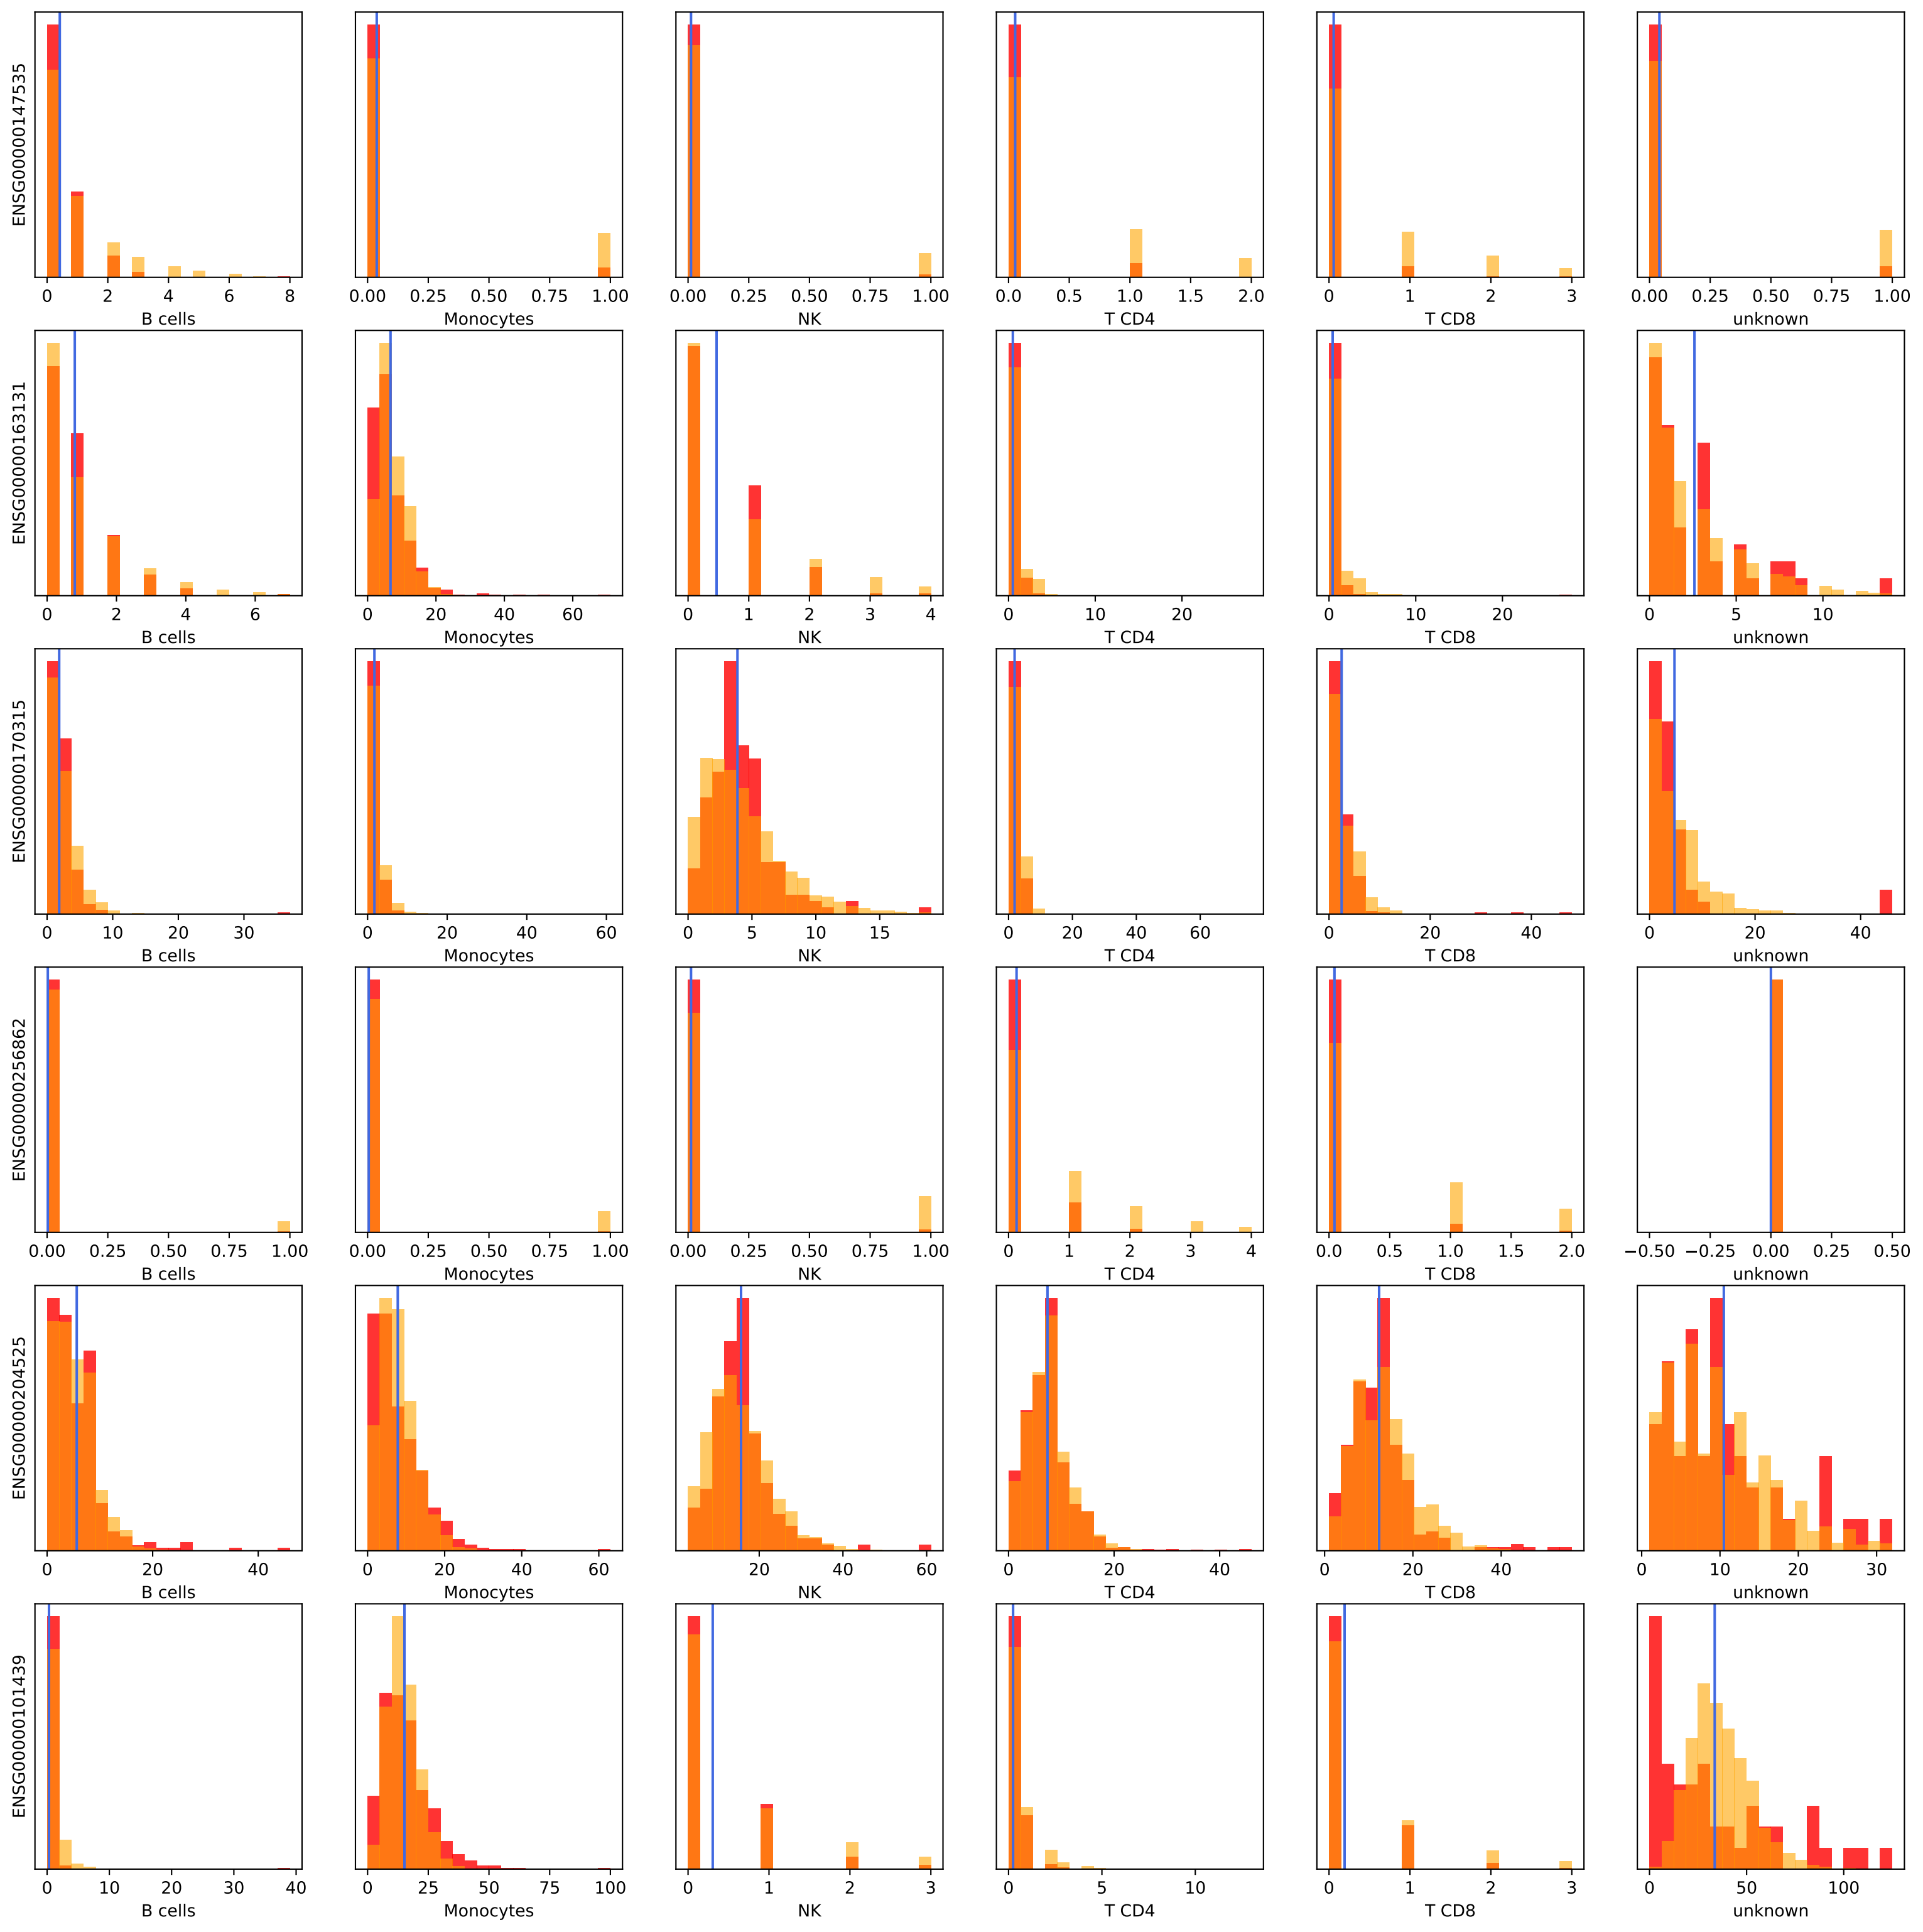 ENSG00000147535
0 2 4 6 8
B cells
0.00 0.25 0.50 0.75 1.00
Monocytes
0.00 0.25 0.50 0.75 1.00
NK
0.0 0.5 1.0 1.5 2.0
T CD4
0 1 2 3
T CD8
0.00 0.25 0.50 0.75 1.00
unknown
ENSG00000163131
0 2 4 6
B cells
0 20 40 60
Monocytes
0 1 2 3 4
NK
0 10 20
T CD4
0 10 20
T CD8
0 5 10
unknown
ENSG00000170315
0 10 20 30
B cells
0 20 40 60
Monocytes
0 5 10 15
NK
0 20 40 60
T CD4
0 20 40
T CD8
0 20 40
unknown
ENSG00000256862
0.00 0.25 0.50 0.75 1.00
B cells
0.00 0.25 0.50 0.75 1.00
Monocytes
0.00 0.25 0.50 0.75 1.00
NK
0 1 2 3 4
T CD4
0.0 0.5 1.0 1.5 2.0
T CD8
−0.50 −0.25 0.00 0.25 0.50
unknown
ENSG00000204525
0 20 40
B cells
0 20 40 60
Monocytes
20 40 60
NK
0 20 40
T CD4
0 20 40
T CD8
0 10 20 30
unknown
ENSG00000101439
0 10 20 30 40
B cells
0 25 50 75 100
Monocytes
0 1 2 3
NK
0 5 10
T CD4
0 1 2 3
T CD8
0 50 100
unknown